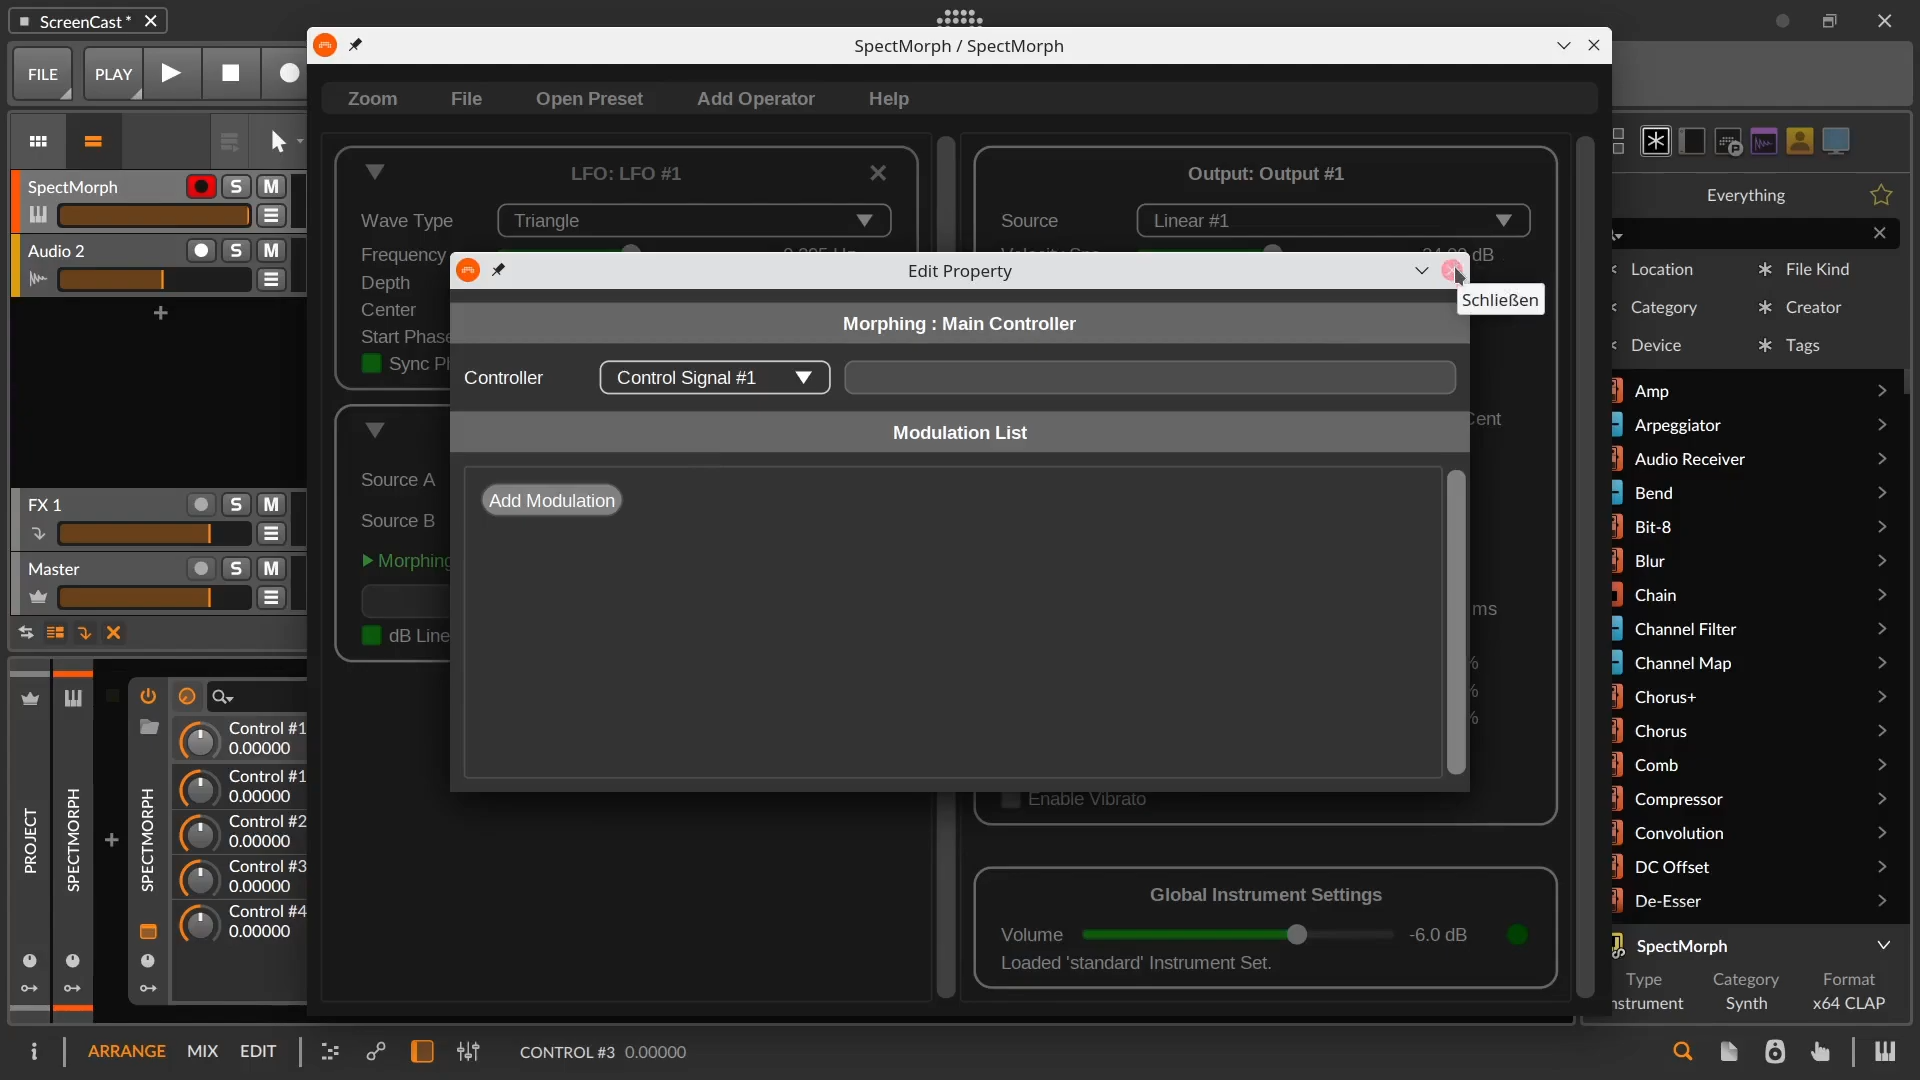 ScreenCast *
SpectMorph / SpectMorph
FILE
PLAY
Zoom
File
Open Preset
Add Operator
Help
SpectMorph
S
M
Audio 2
S
M
LFO: LFO #1
Wave Type
Triangle
Frequency
Depth
Center
Start Phase
Output: Output #1
Source
Linear #1
dB
Edit Property
Schließen
Morphing : Main Controller
Controller
Control Signal #1
Modulation List
Add Modulation
Cent
Source A
Source B
Morphing
ms
%
%
%
Enable Vibrato
Global Instrument Settings
Volume
-6.0 dB
Loaded 'standard' Instrument Set.
FX 1
S
M
Master
S
M
PROJECT
SPECTMORPH
SPECTMORPH
Control #1
0.00000
Control #1
0.00000
Control #2
0.00000
Control #3
0.00000
Control #4
0.00000
Everything
Location
File Kind
Category
Creator
Device
Tags
Amp
Arpeggiator
Audio Receiver
Bend
Bit-8
Blur
Chain
Channel Filter
Channel Map
Chorus+
Chorus
Comb
Compressor
Convolution
DC Offset
De-Esser
SpectMorph
Type
Category
Format
nstrument
Synth
x64 CLAP
ARRANGE
MIX
EDIT
CONTROL #3 0.00000